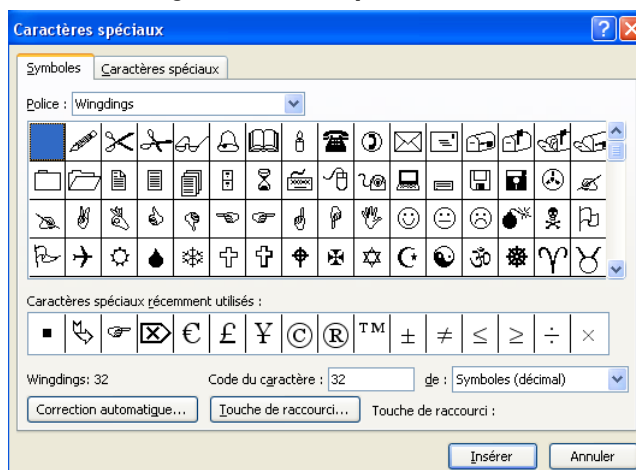 Caractères spéciaux
Symboles Caractères spéciaux
Police : Wingdings
Caractères spéciaux récemment utilisés :
€ £ ¥ © ® ™ ± ≠ ≤ ≥ ÷ ×
Wingdings: 32 Code du caractère : 32 de : Symboles (décimal)
Correction automatique... Touche de raccourci... Touche de raccourci :
Insérer Annuler